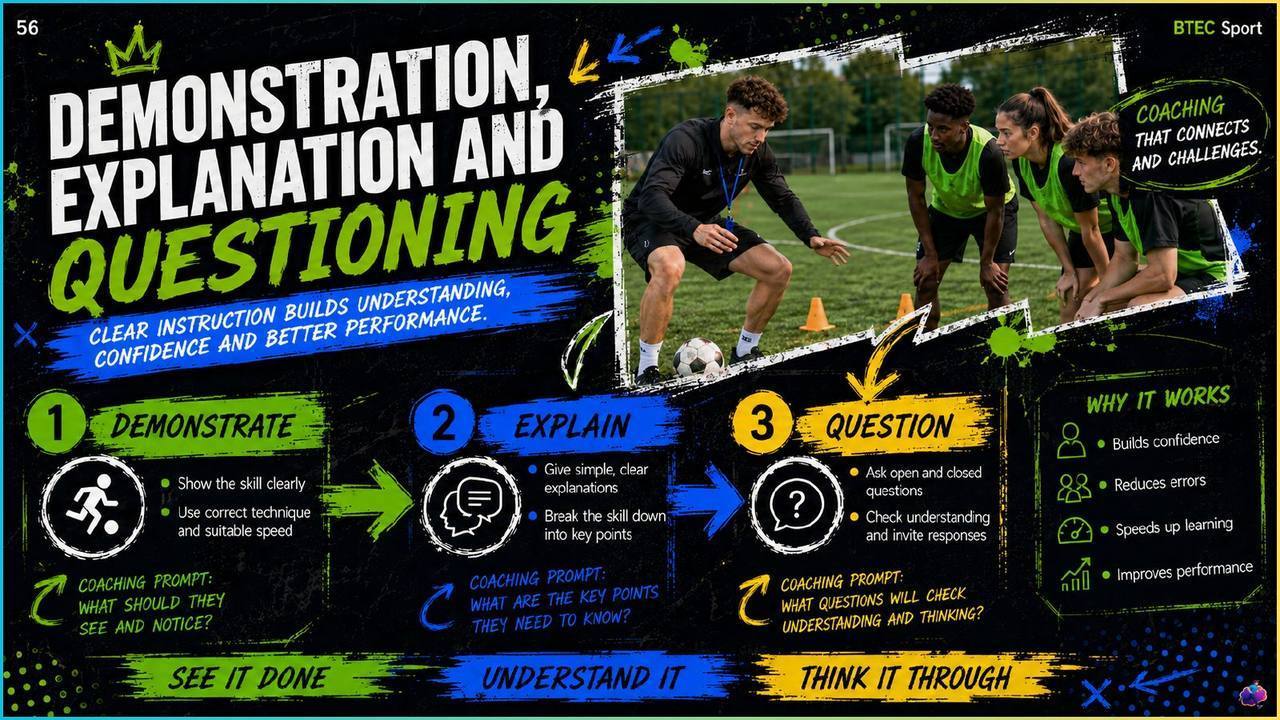 56
BTEC Sport
DEMONSTRATION,
EXPLANATION AND
QUESTIONING
CLEAR INSTRUCTION BUILDS UNDERSTANDING,
CONFIDENCE AND BETTER PERFORMANCE.
COACHING
THAT CONNECTS
AND CHALLENGES.
1 DEMONSTRATE
Show the skill clearly
Use correct technique
and suitable speed
COACHING PROMPT:
WHAT SHOULD THEY
SEE AND NOTICE?
2 EXPLAIN
Give simple, clear
explanations
Break the skill down
into key points
COACHING PROMPT:
WHAT ARE THE KEY POINTS
THEY NEED TO KNOW?
3 QUESTION
?
Ask open and closed
questions
Check understanding
and invite responses
COACHING PROMPT:
WHAT QUESTIONS WILL CHECK
UNDERSTANDING AND THINKING?
WHY IT WORKS
Builds confidence
Reduces errors
Speeds up learning
Improves performance
SEE IT DONE
UNDERSTAND IT
THINK IT THROUGH